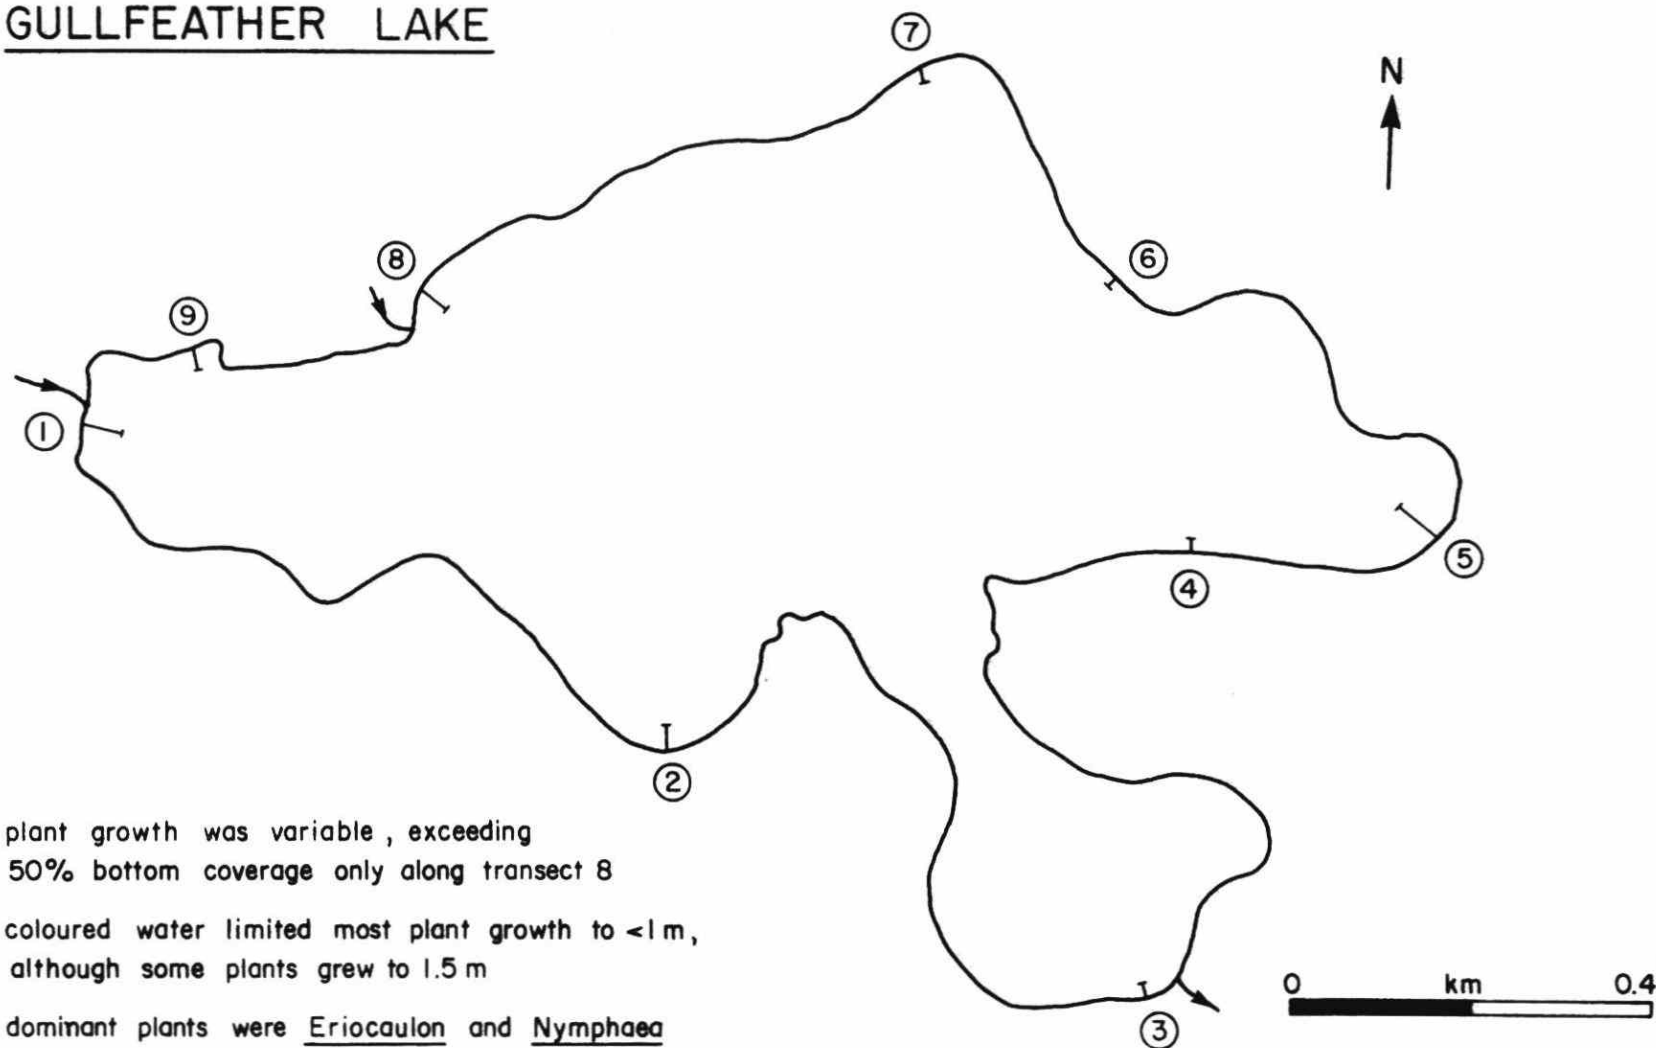 GULLFEATHER LAKE
7
N
8
6
9
1
5
4
2
plant growth was variable, exceeding
50% bottom coverage only along transect 8
coloured water limited most plant growth to <1 m,
although some plants grew to 1.5 m
0 km 0.4
dominant plants were Eriocaulon and Nymphaea
3